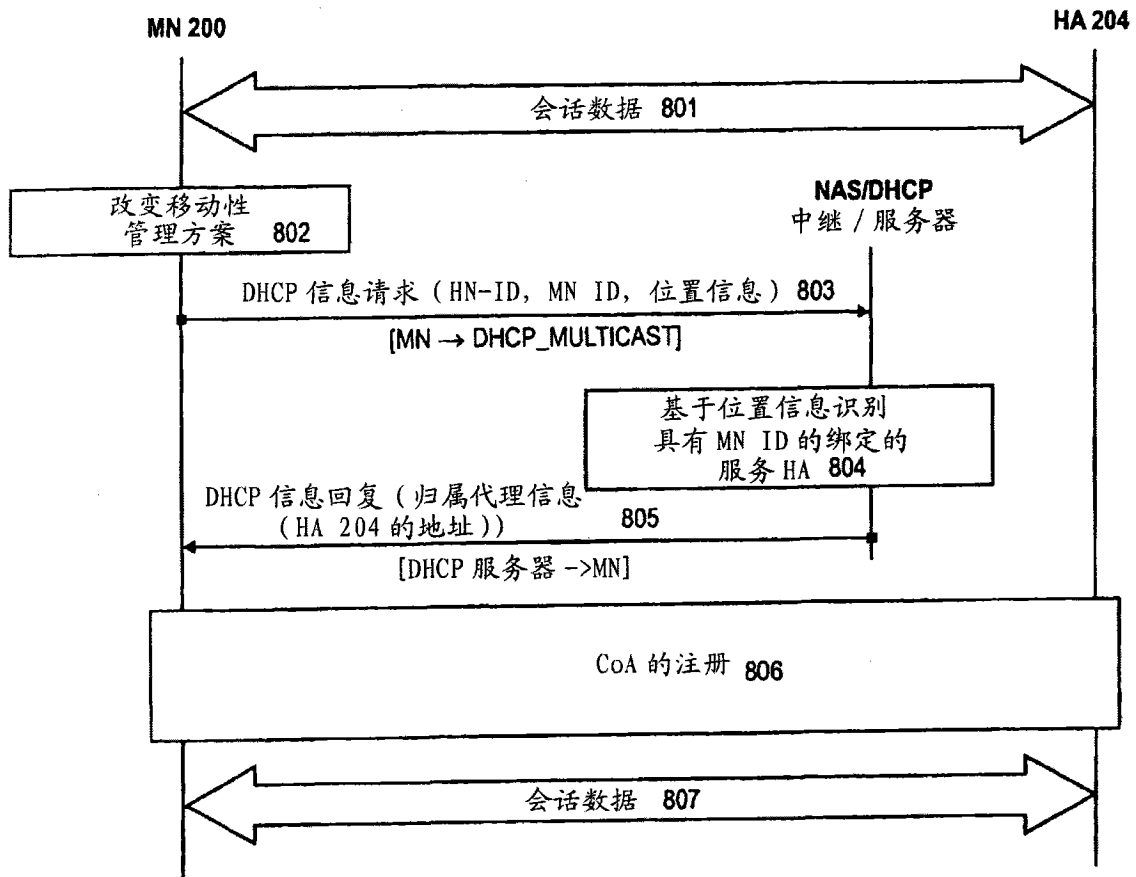 MN 200
HA 204
会话数据 801
改变移动性
管理方案 802
NAS/DHCP
中继/服务器
DHCP 信息请求 (HN-ID, MN ID, 位置信息) 803
[MN → DHCP_MULTICAST]
基于位置信息识别
具有 MN ID 的绑定的
服务 HA 804
DHCP 信息回复 (归属代理信息
(HA 204 的地址)) 805
[DHCP 服务器 ->MN]
CoA 的注册 806
会话数据 807